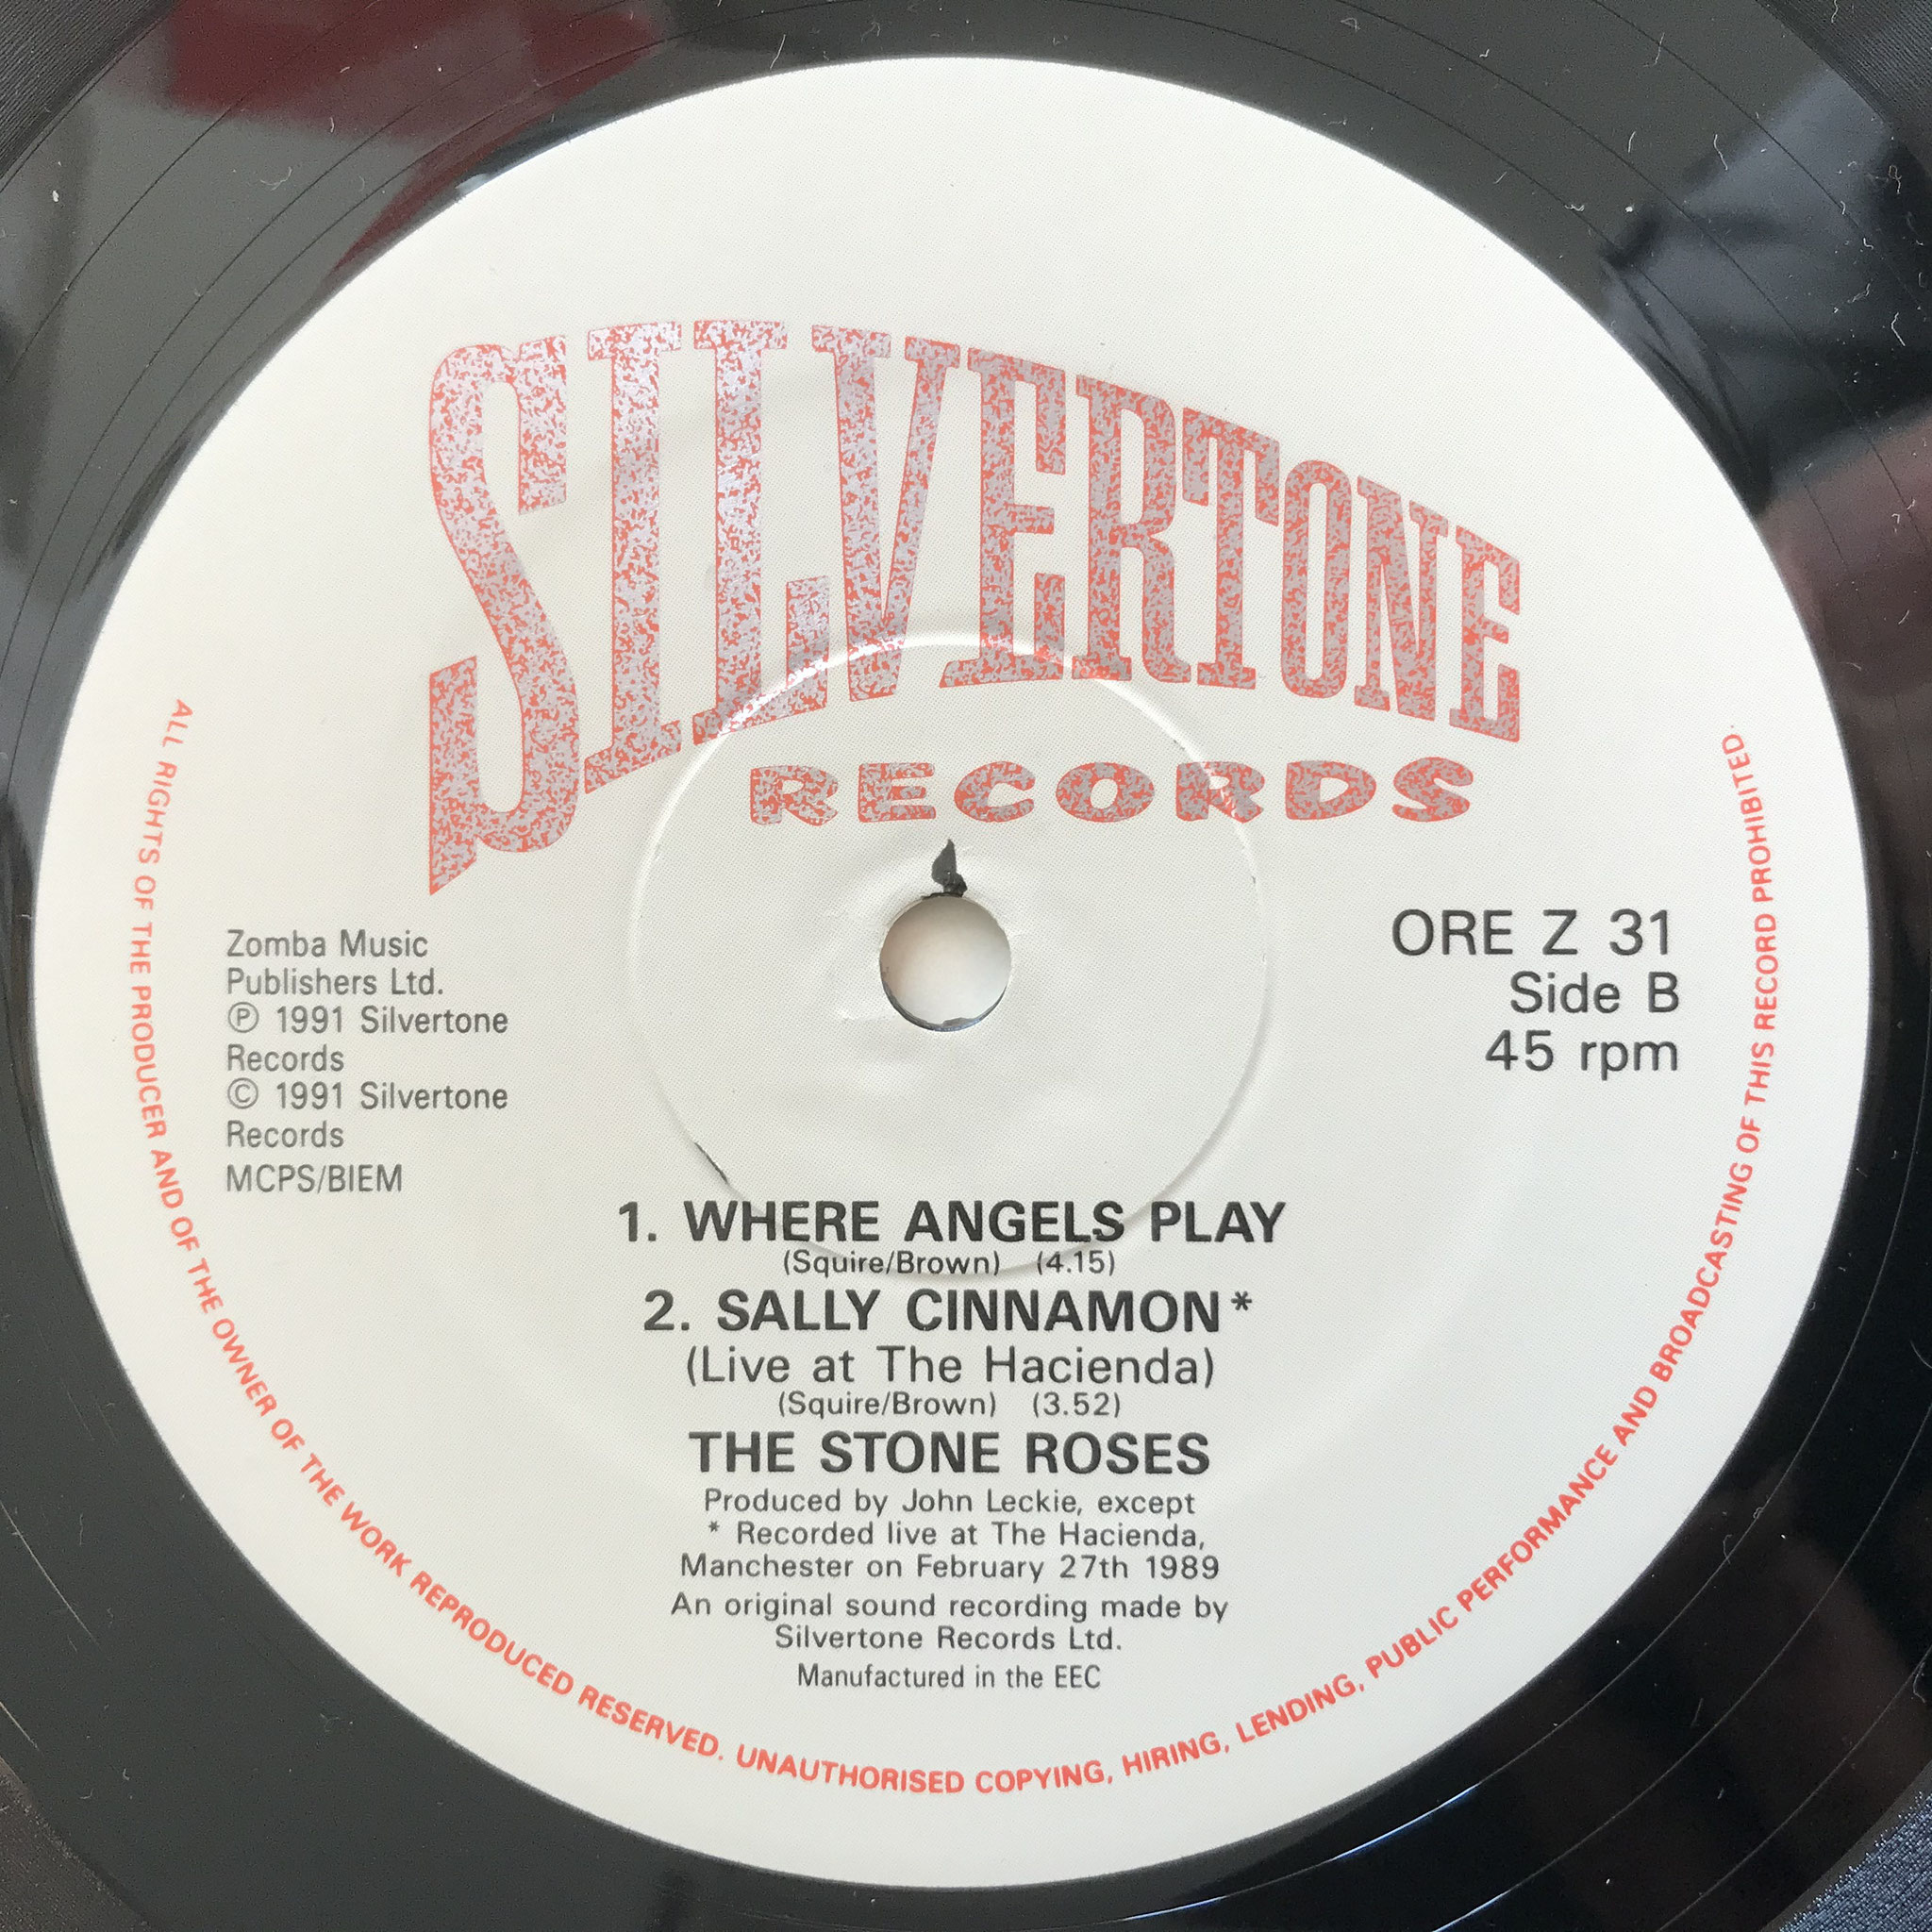 SILVERTONE
RECORDS
Zomba Music
Publishers Ltd.
℗ 1991 Silvertone
Records
© 1991 Silvertone
Records
MCPS/BIEM
ORE Z 31
Side B
45 rpm
1. WHERE ANGELS PLAY
(Squire/Brown) (4.15)
2. SALLY CINNAMON*
(Live at The Hacienda)
(Squire/Brown) (3.52)
THE STONE ROSES
Produced by John Leckie, except
* Recorded live at The Hacienda,
Manchester on February 27th 1989
An original sound recording made by
Silvertone Records Ltd.
Manufactured in the EEC
ALL RIGHTS OF THE PRODUCER AND OF THE OWNER OF THE WORK REPRODUCED RESERVED. UNAUTHORISED COPYING, HIRING, LENDING, PUBLIC PERFORMANCE AND BROADCASTING OF THIS RECORD PROHIBITED.